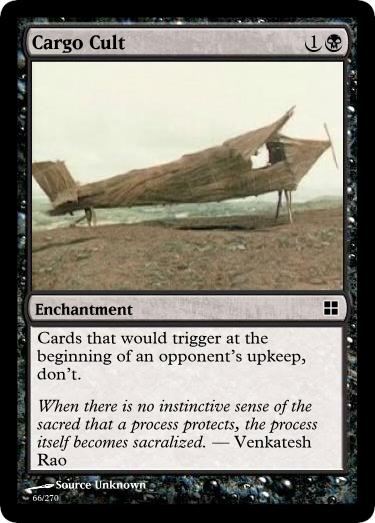 Cargo Cult 1
Enchantment
Cards that would trigger at the
beginning of an opponent's upkeep,
don't.
When there is no instinctive sense of the
sacred that a process protects, the process
itself becomes sacralized. — Venkatesh
Rao
Source Unknown
66/270